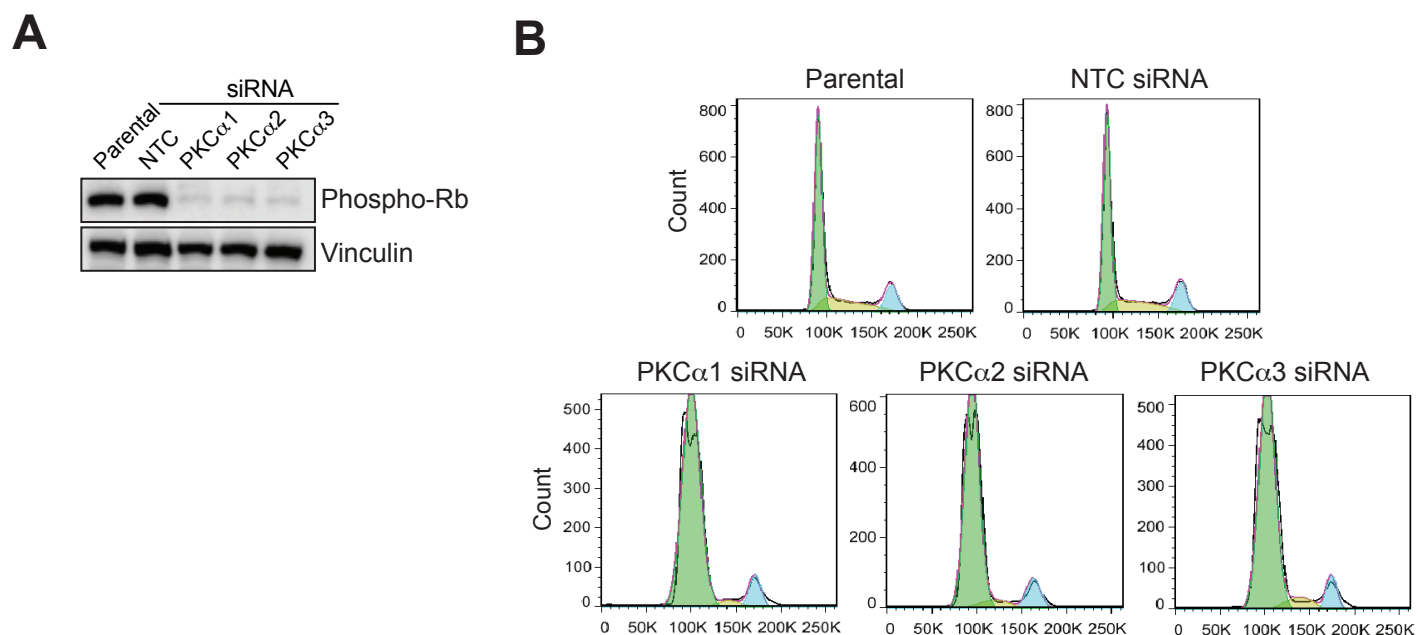 A
B
siRNA
Parental
NTC
PKCα1
PKCα2
PKCα3
Phospho-Rb
Vinculin
Parental
NTC siRNA
Count
800
600
400
200
0
0 50K 100K 150K 200K 250K
800
600
400
200
0
0 50K 100K 150K 200K 250K
PKCα1 siRNA
PKCα2 siRNA
PKCα3 siRNA
Count
500
400
300
200
100
0
0 50K 100K 150K 200K 250K
600
400
200
0
0 50K 100K 150K 200K 250K
500
400
300
200
100
0
0 50K 100K 150K 200K 250K